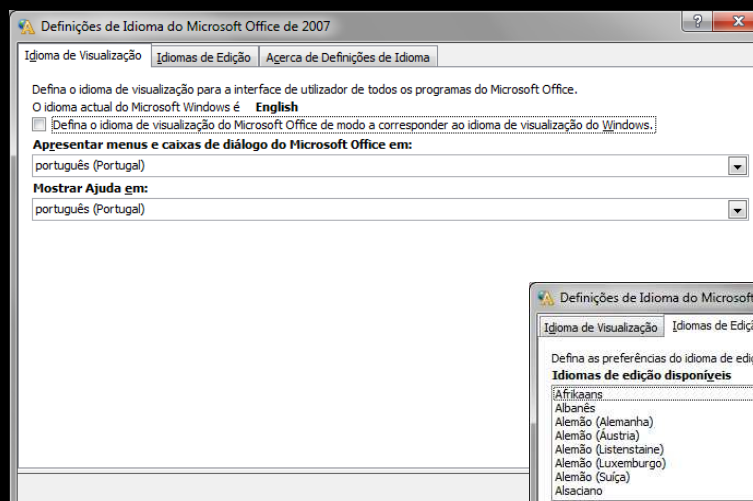 Definições de Idioma do Microsoft Office de 2007
Idioma de Visualização Idiomas de Edição Acerca de Definições de Idioma
Defina o idioma de visualização para a interface de utilizador de todos os programas do Microsoft Office.
O idioma actual do Microsoft Windows é English
Defina o idioma de visualização do Microsoft Office de modo a corresponder ao idioma de visualização do Windows.
Apresentar menus e caixas de diálogo do Microsoft Office em:
português (Portugal)
Mostrar Ajuda em:
português (Portugal)
Definições de Idioma do Microsoft
Idioma de Visualização Idiomas de Ediçã
Defina as preferências do idioma de edi
Idiomas de edição disponíveis
Afrikaans
Albanês
Alemão (Alemanha)
Alemão (Áustria)
Alemão (Listenstaine)
Alemão (Luxemburgo)
Alemão (Suíça)
Alsaciano